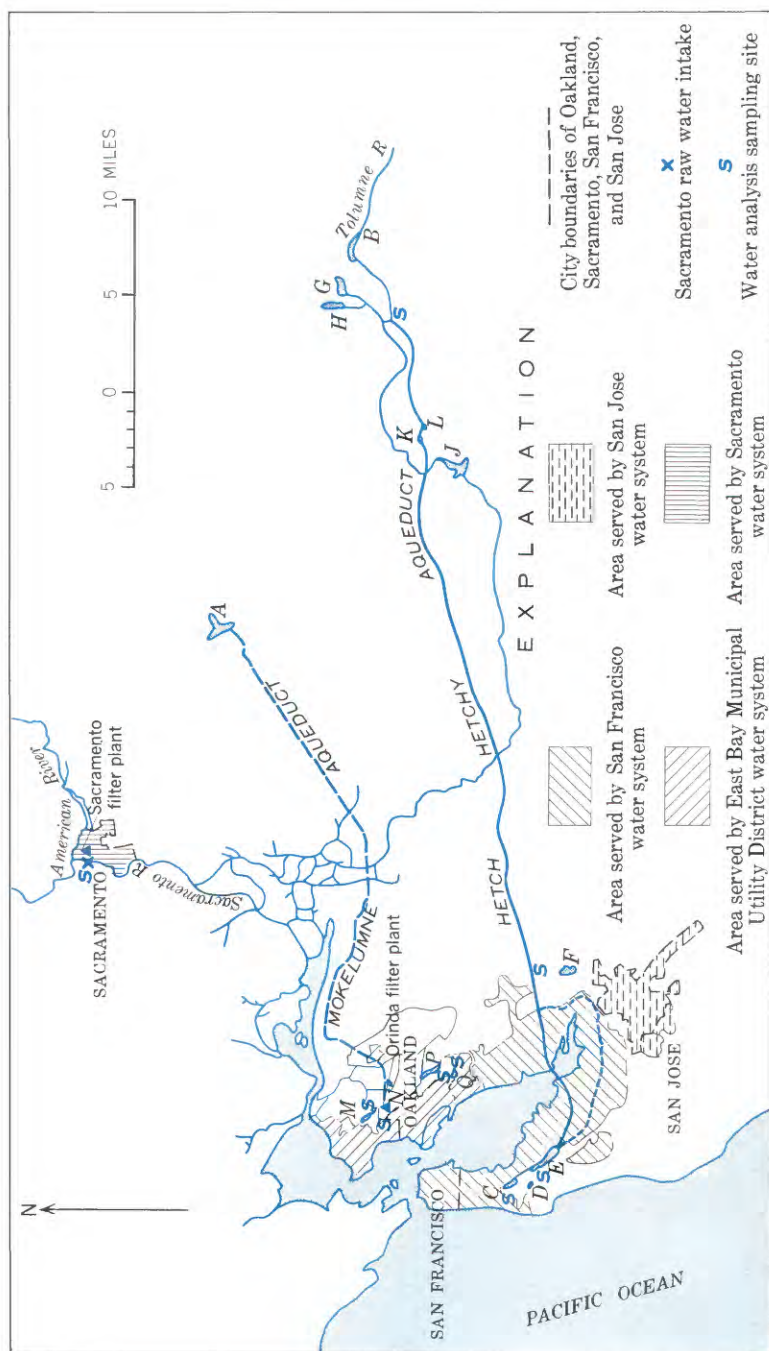 N
SACRAMENTO
American River
Sacramento
filter plant
S
X
Sacramento R
5 0 5 10 MILES
A
MOKELUMNE
AQUEDUCT
Orinda filter plant
M
S
S
N
OAKLAND
P
S
S
Q
SAN FRANCISCO
C
S
D
S
E
S
F
SAN JOSE
PACIFIC OCEAN
HETCH
HETCHY
AQUEDUCT
K
L
J
H
G
S
B
Tolumne R
EXPLANATION
Area served by San Francisco
water system
Area served by East Bay Municipal
Utility District water system
Area served by San Jose
water system
Area served by Sacramento
water system
City boundaries of Oakland,
Sacramento, San Francisco,
and San Jose
X
Sacramento raw water intake
S
Water analysis sampling site